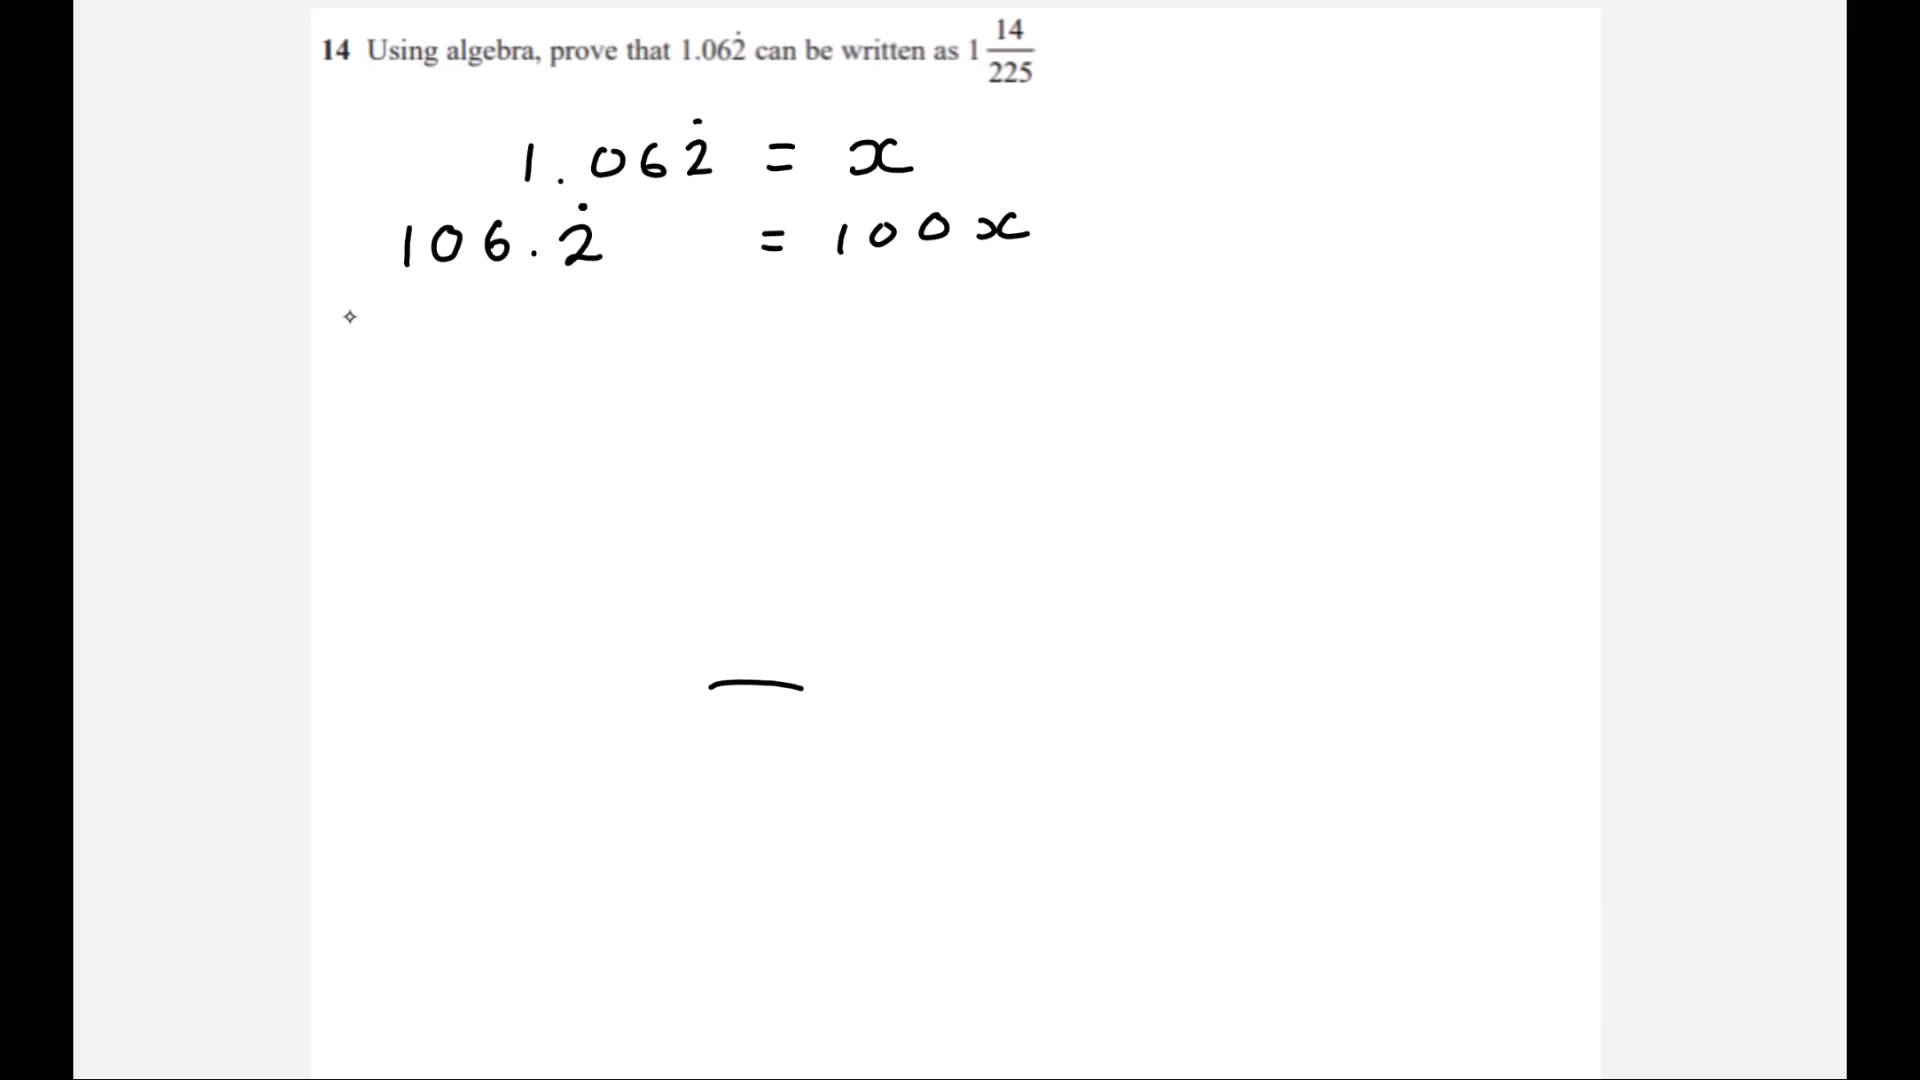 14 Using algebra, prove that 1.062̇ can be written as 1 14/225
1.062̇ = x
106.2̇ = 100x